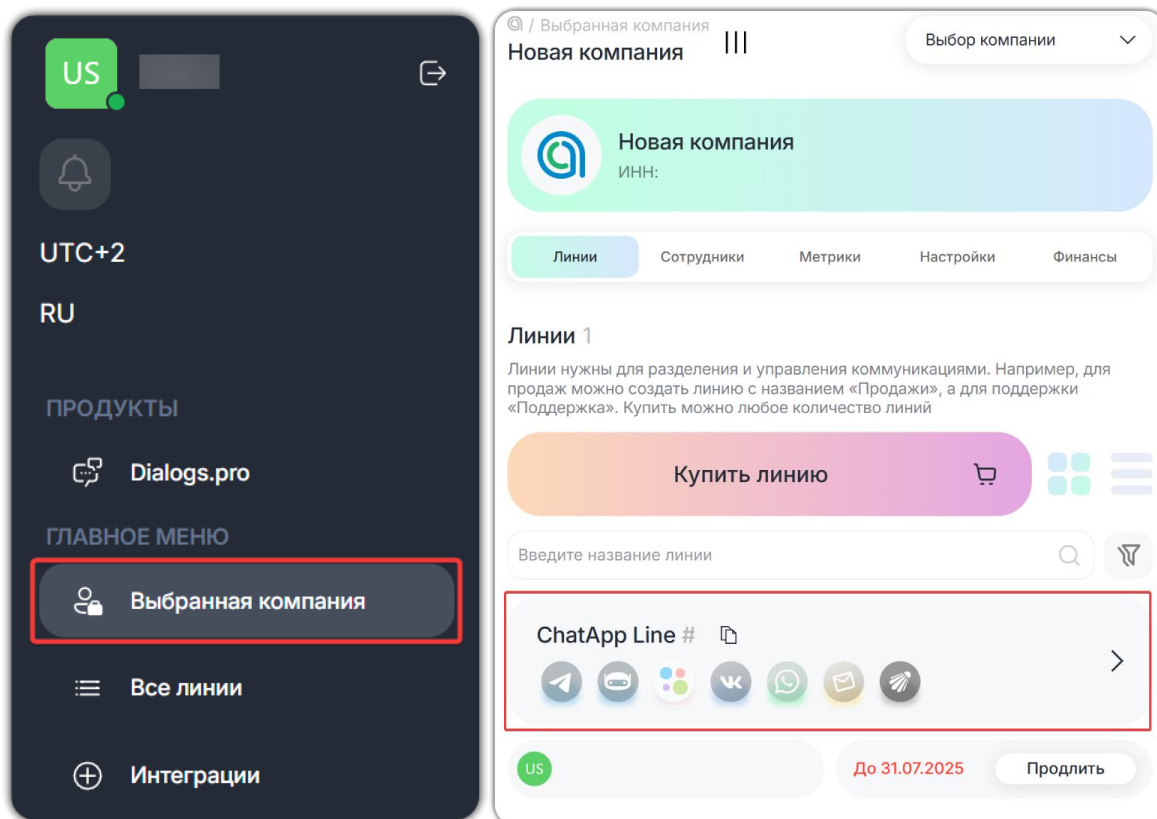 US
UTC+2
RU
ПРОДУКТЫ
Dialogs.pro
ГЛАВНОЕ МЕНЮ
Выбранная компания
Все линии
Интеграции
/ Выбранная компания
Новая компания
Выбор компании
Новая компания
ИНН:
Линии Сотрудники Метрики Настройки Финансы
Линии 1
Линии нужны для разделения и управления коммуникациями. Например, для
продаж можно создать линию с названием «Продажи», а для поддержки
«Поддержка». Купить можно любое количество линий
Купить линию
Введите название линии
ChatApp Line #
US
До 31.07.2025 Продлить